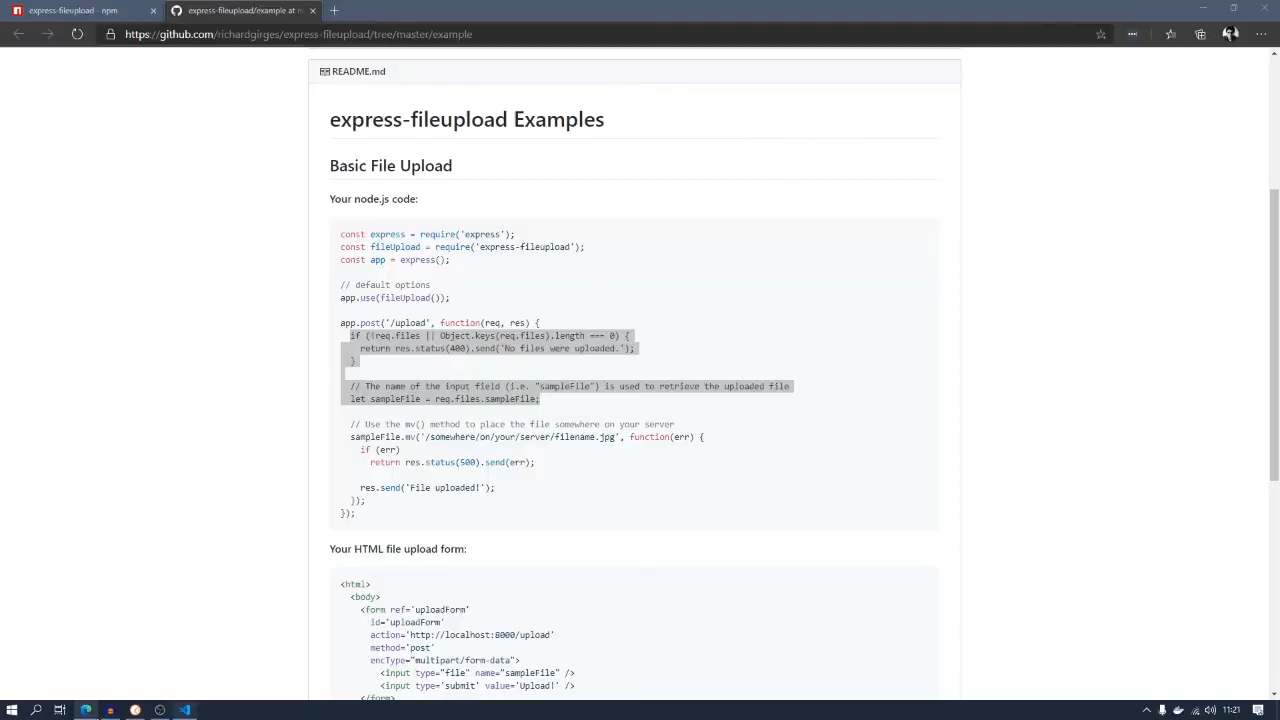 express-fileupload - npm
express-fileupload/example at m
https://github.com/richardgirges/express-fileupload/tree/master/example
README.md
express-fileupload Examples
Basic File Upload
Your node.js code:
const express = require('express');
const fileUpload = require('express-fileupload');
const app = express();
// default options
app.use(fileUpload());
app.post('/upload', function(req, res) {
if (!req.files || Object.keys(req.files).length === 0) {
return res.status(400).send('No files were uploaded.');
}
// The name of the input field (i.e. "sampleFile") is used to retrieve the uploaded file
let sampleFile = req.files.sampleFile;
// Use the mv() method to place the file somewhere on your server
sampleFile.mv('/somewhere/on/your/server/filename.jpg', function(err) {
if (err)
return res.status(500).send(err);
res.send('File uploaded!');
});
});
Your HTML file upload form:
<html>
<body>
<form ref='uploadForm'
id='uploadForm'
action='http://localhost:8000/upload'
method='post'
encType="multipart/form-data">
<input type="file" name="sampleFile" />
<input type='submit' value='Upload!' />
</form>
11:21